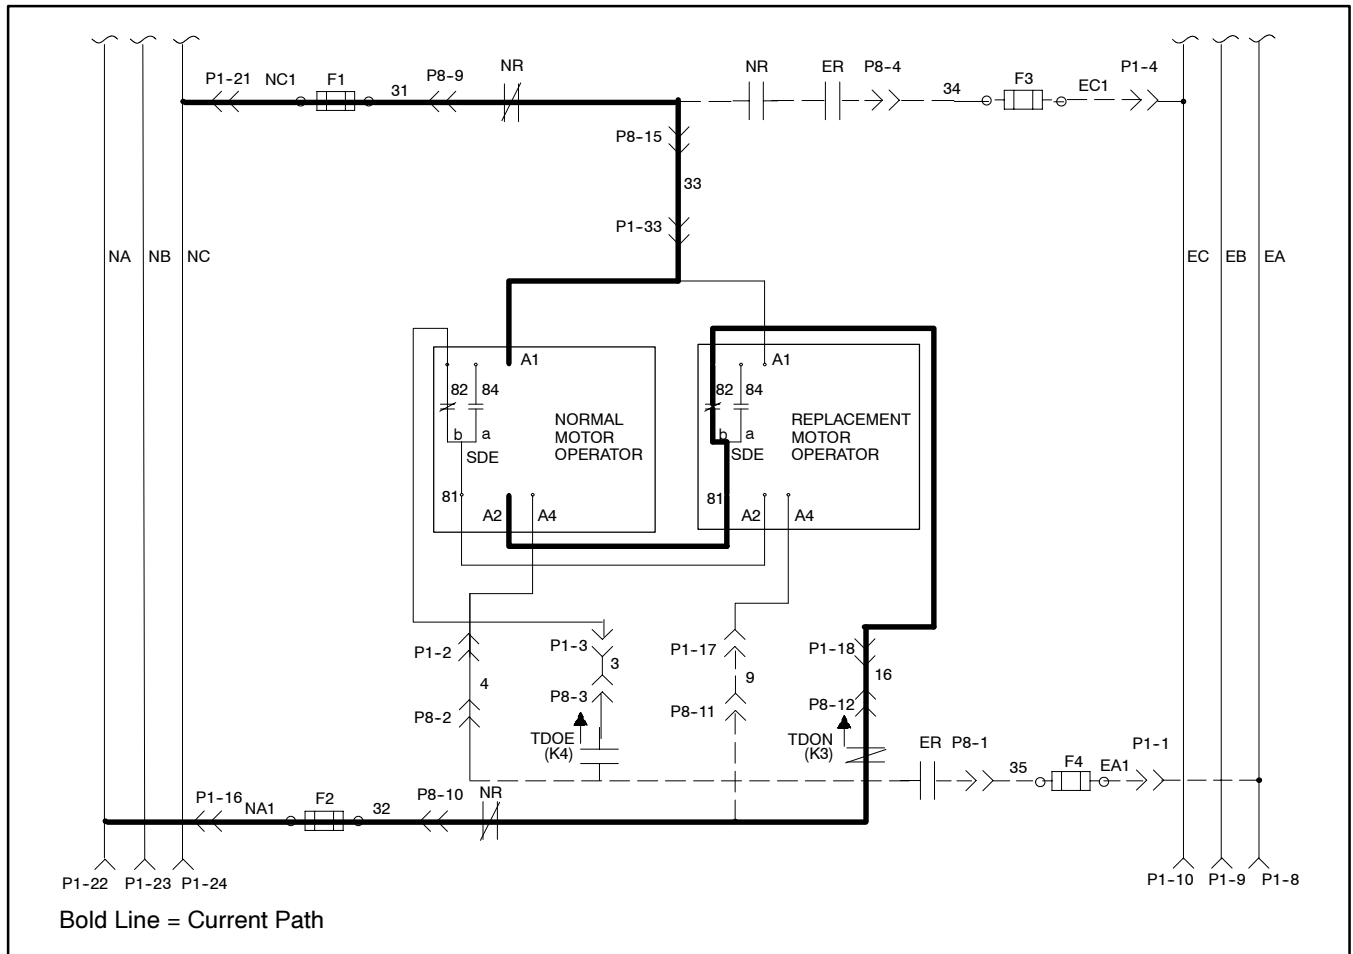 P1-21
NC1
F1
31
P8-9
NR
NR
ER
P8-4
34
F3
EC1
P1-4
P8-15
33
P1-33
NA
NB
NC
EC
EB
EA
A1
82
84
b
a
SDE
NORMAL
MOTOR
OPERATOR
81
A2
A4
A1
82
84
b
a
SDE
REPLACEMENT
MOTOR
OPERATOR
81
A2
A4
P1-2
4
P8-2
P1-3
3
P8-3
TDOE
(K4)
P1-17
9
P8-11
P1-18
16
P8-12
TDON
(K3)
ER
P8-1
35
F4
EA1
P1-1
P1-16
NA1
F2
32
P8-10
NR
P1-22
P1-23
P1-24
P1-10
P1-9
P1-8
Bold Line = Current Path